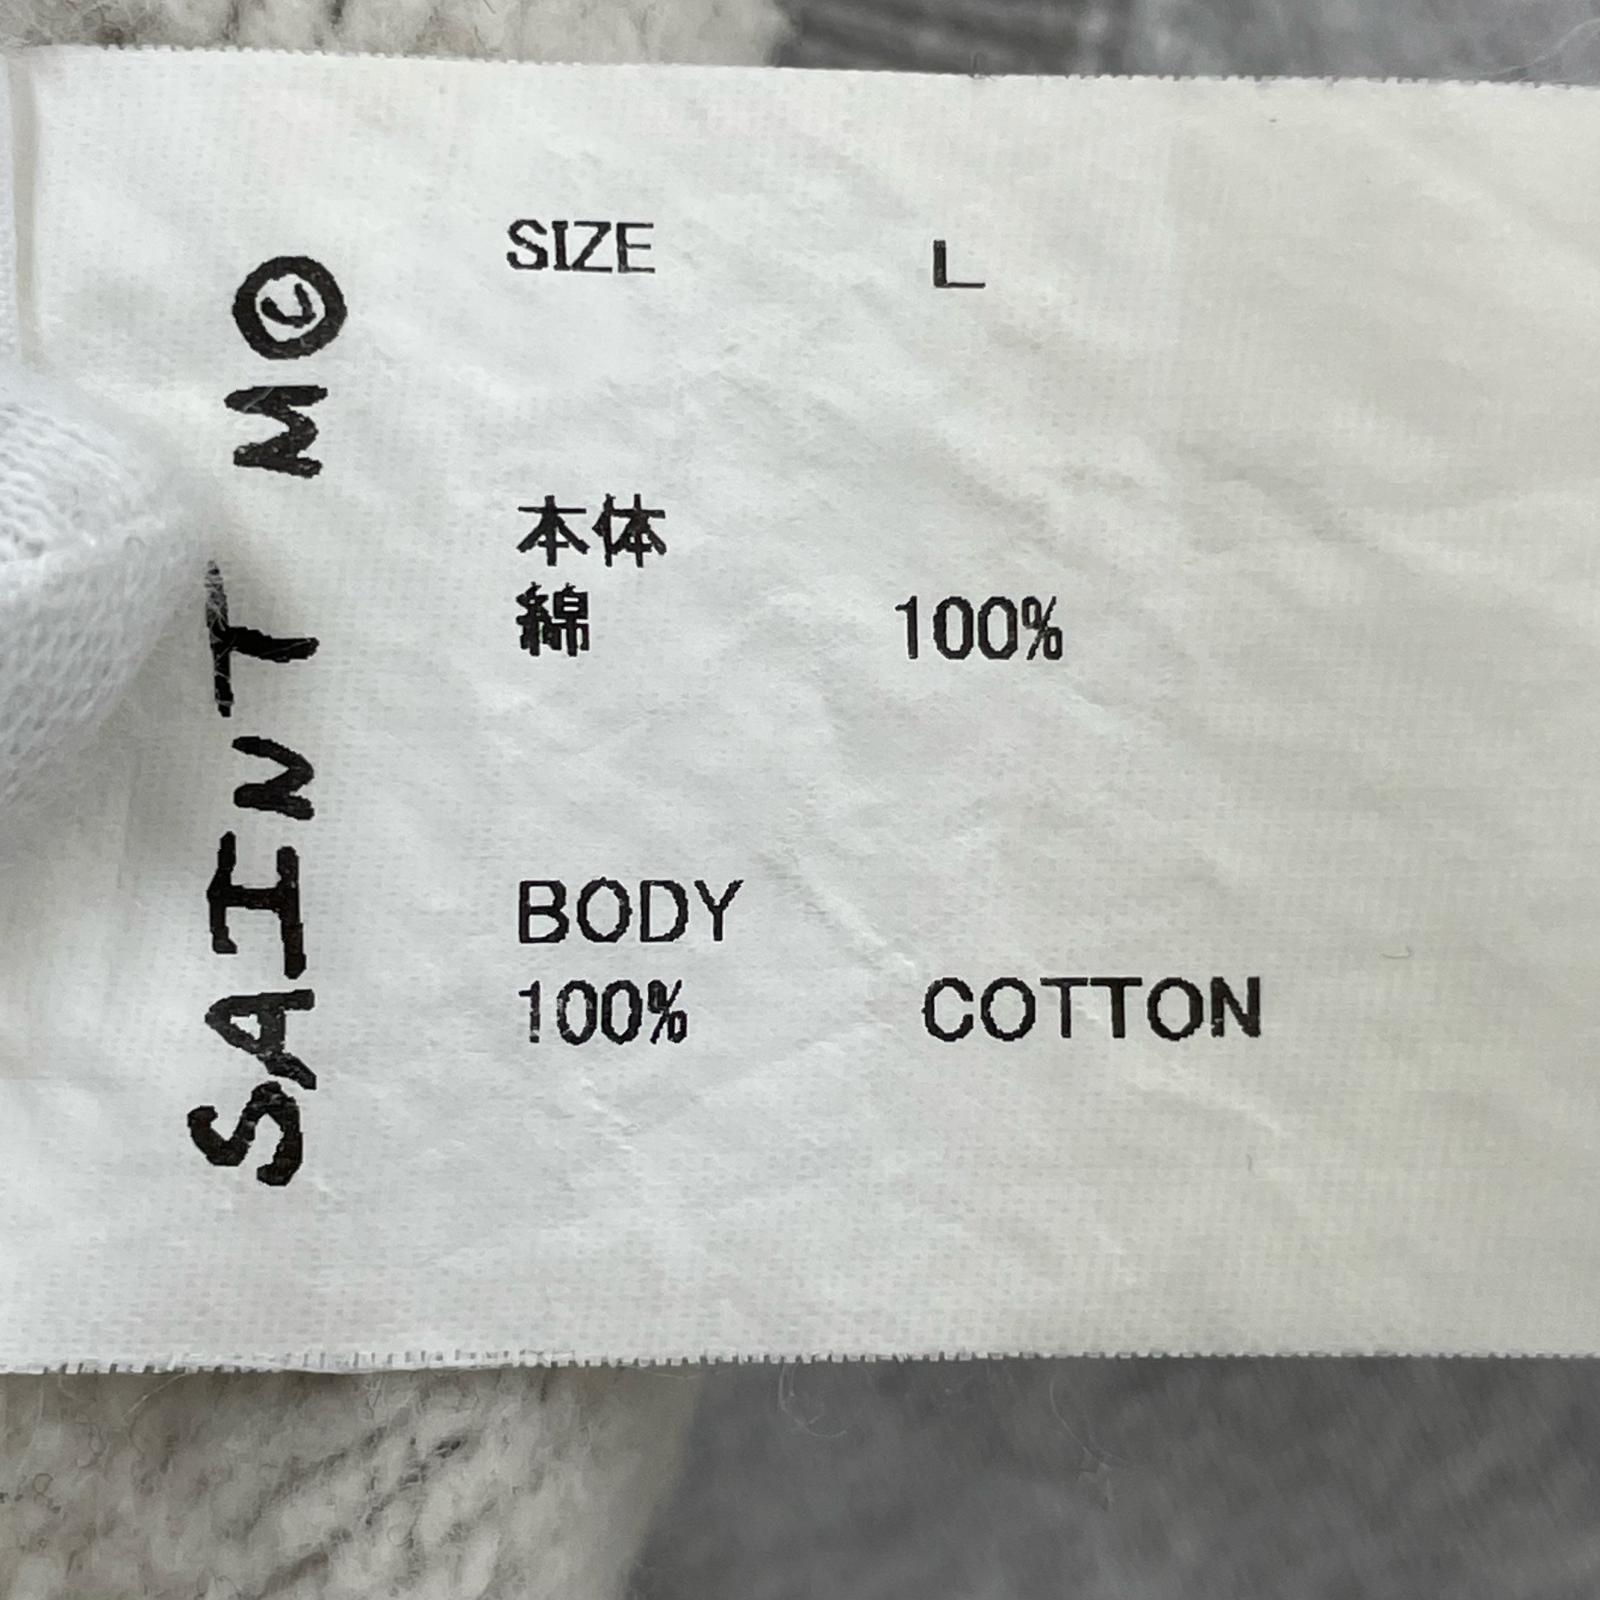 SAINT M©
SIZE L
本体
綿 100%
BODY
100% COTTON